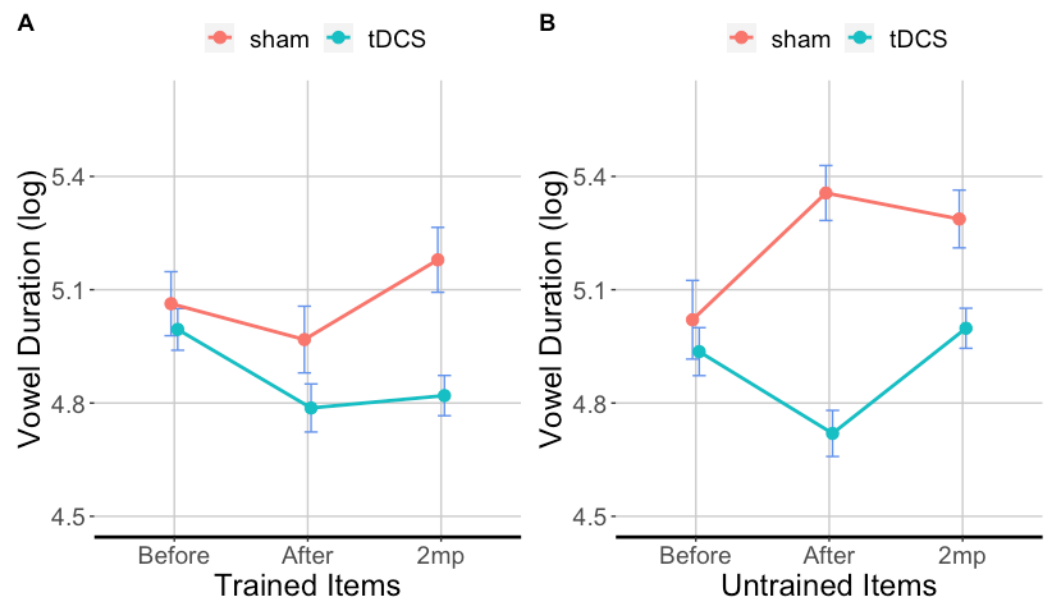 A
sham tDCS
Vowel Duration (log)
5.4
5.1
4.8
4.5
Before After 2mp
Trained Items
B
sham tDCS
Vowel Duration (log)
5.4
5.1
4.8
4.5
Before After 2mp
Untrained Items